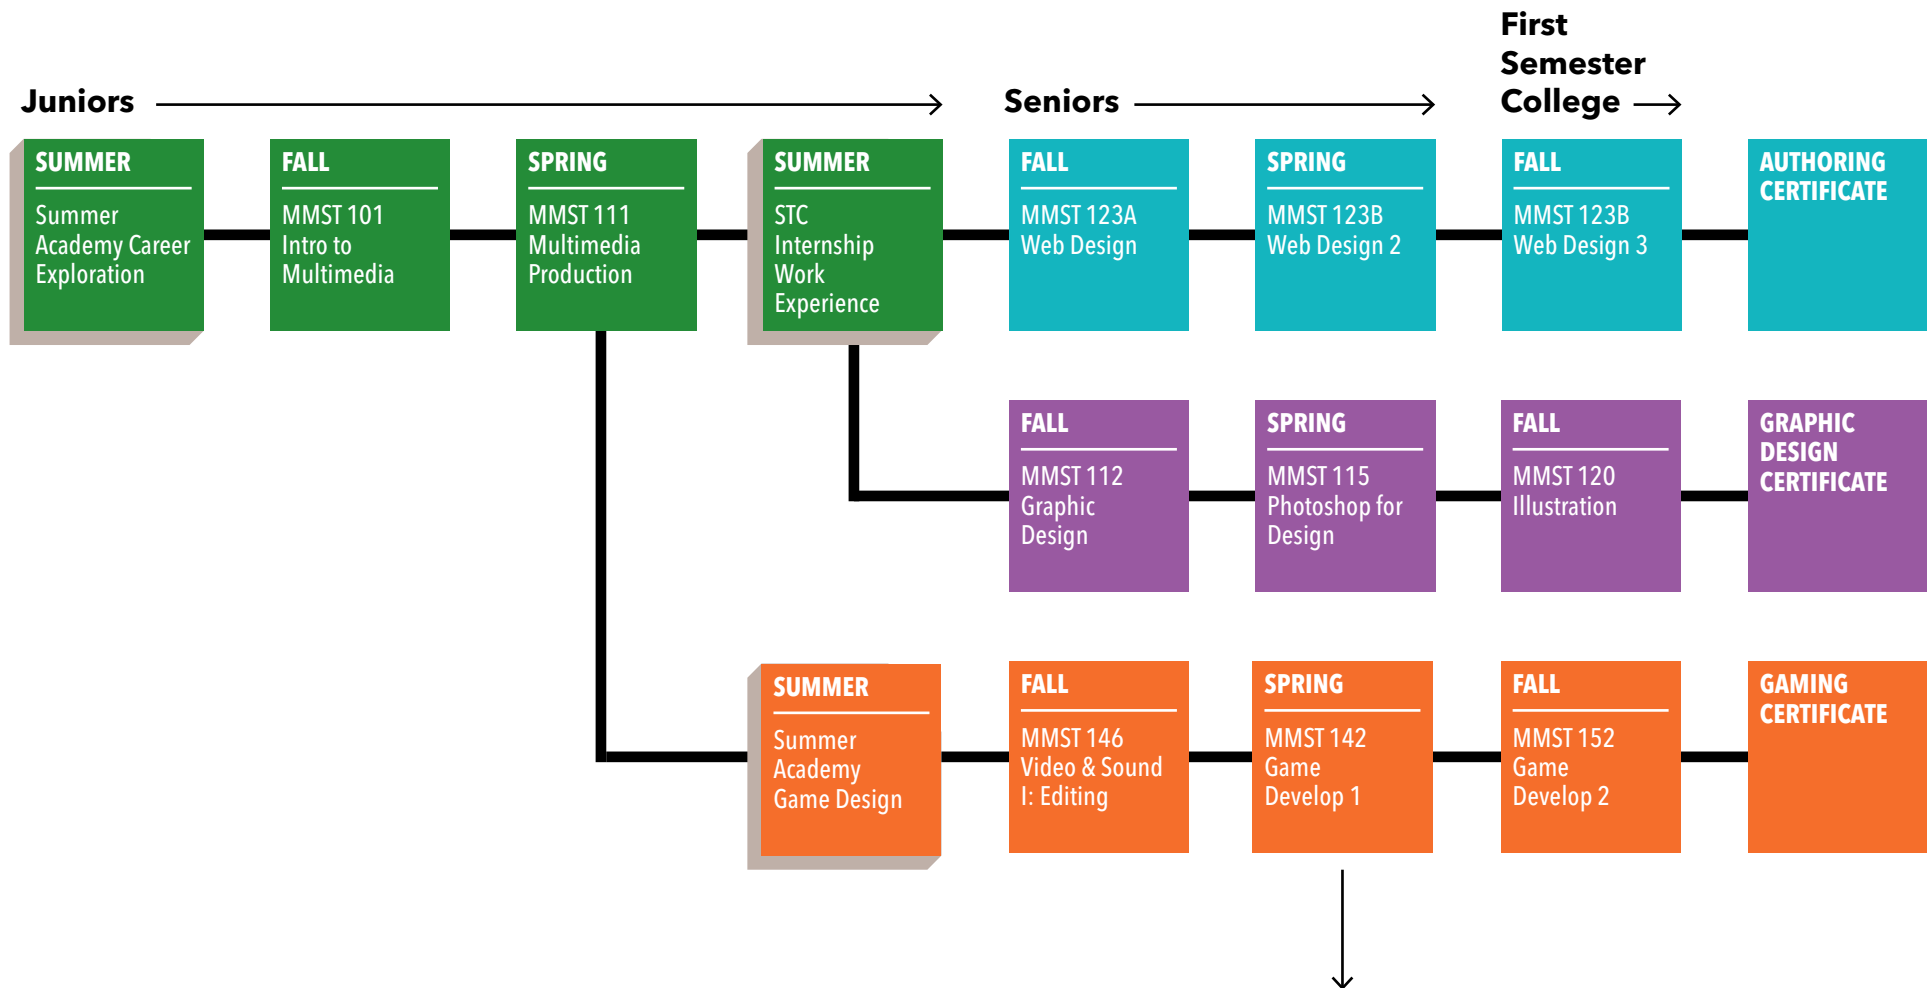 First
Semester
College
Juniors
Seniors
SUMMER
Summer
Academy Career
Exploration
FALL
MMST 101
Intro to
Multimedia
SPRING
MMST 111
Multimedia
Production
SUMMER
STC
Internship
Work
Experience
FALL
MMST 123A
Web Design
SPRING
MMST 123B
Web Design 2
FALL
MMST 123B
Web Design 3
AUTHORING
CERTIFICATE
FALL
MMST 112
Graphic
Design
SPRING
MMST 115
Photoshop for
Design
FALL
MMST 120
Illustration
GRAPHIC
DESIGN
CERTIFICATE
SUMMER
Summer
Academy
Game Design
FALL
MMST 146
Video & Sound
I: Editing
SPRING
MMST 142
Game
Develop 1
FALL
MMST 152
Game
Develop 2
GAMING
CERTIFICATE